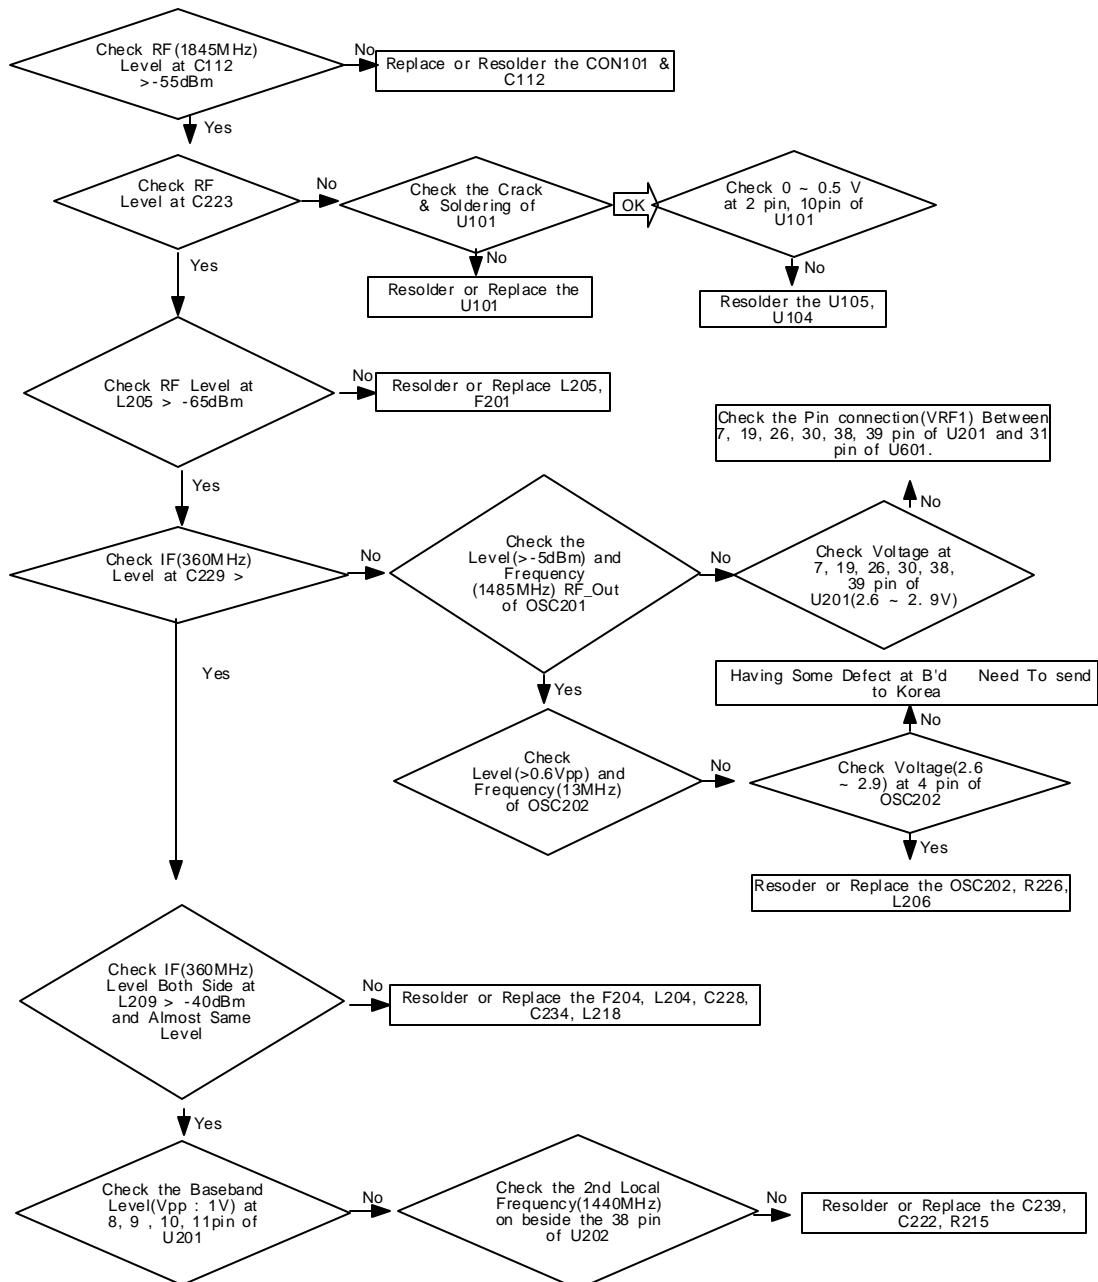 Check RF(1845MHz)
Level at C112
>-55dBm
No
Replace or Resolder the CON101 &
C112
Yes
Check RF
Level at C223
No
Check the Crack
& Soldering of
U101
OK
Check 0 ~ 0.5 V
at 2 pin, 10pin of
U101
Yes
No
Resolder or Replace the
U101
No
Resolder the U105,
U104
Check RF Level at
L205 > -65dBm
No
Resolder or Replace L205,
F201
Check the Pin connection(VRF1) Between
7, 19, 26, 30, 38, 39 pin of U201 and 31
pin of U601.
Yes
No
Check IF(360MHz)
Level at C229 >
No
Check the
Level(>-5dBm) and
Frequency
(1485MHz) RF_Out
of OSC201
No
Check Voltage at
7, 19, 26, 30, 38,
39 pin of
U201(2.6 ~ 2. 9V)
Yes
Yes
Having Some Defect at B'd Need To send
to Korea
No
Check
Level(>0.6Vpp) and
Frequency(13MHz)
of OSC202
No
Check Voltage(2.6
~ 2.9) at 4 pin of
OSC202
Yes
Resoder or Replace the OSC202, R226,
L206
Check IF(360MHz)
Level Both Side at
L209 > -40dBm
and Almost Same
Level
No
Resolder or Replace the F204, L204, C228,
C234, L218
Yes
Check the Baseband
Level(Vpp : 1V) at
8, 9 , 10, 11pin of
U201
No
Check the 2nd Local
Frequency(1440MHz)
on beside the 38 pin
of U202
No
Resolder or Replace the C239,
C222, R215